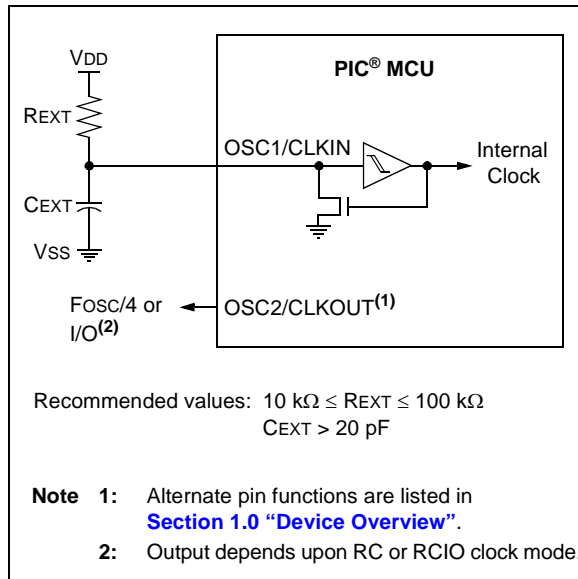 VDD
PIC® MCU
REXT
OSC1/CLKIN
Internal
Clock
CEXT
VSS
FOSC/4 or
I/O(2)
OSC2/CLKOUT(1)
Recommended values: 10 kΩ ≤ REXT ≤ 100 kΩ
CEXT > 20 pF
Note 1: Alternate pin functions are listed in
Section 1.0 “Device Overview”.
2: Output depends upon RC or RCIO clock mode.